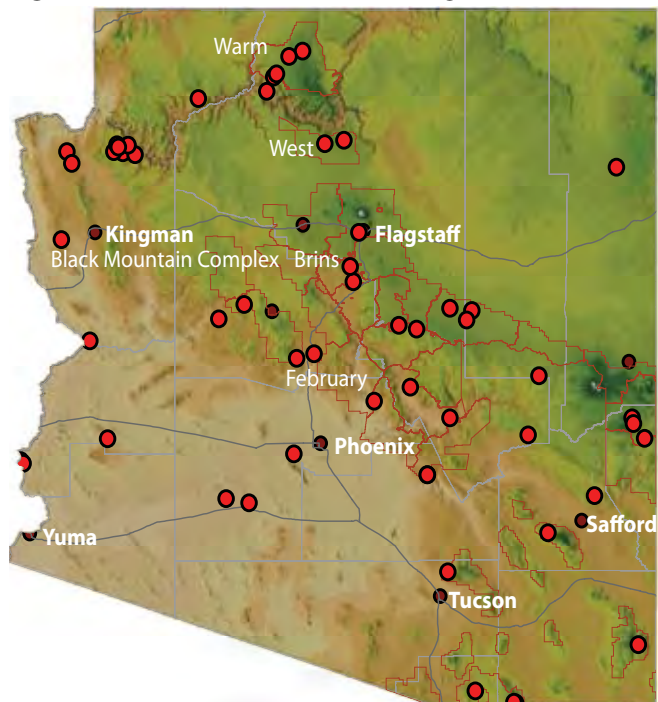 Warm
West
Kingman
Flagstaff
Black Mountain Complex Brins
February
Phoenix
Safford
Yuma
Tucson